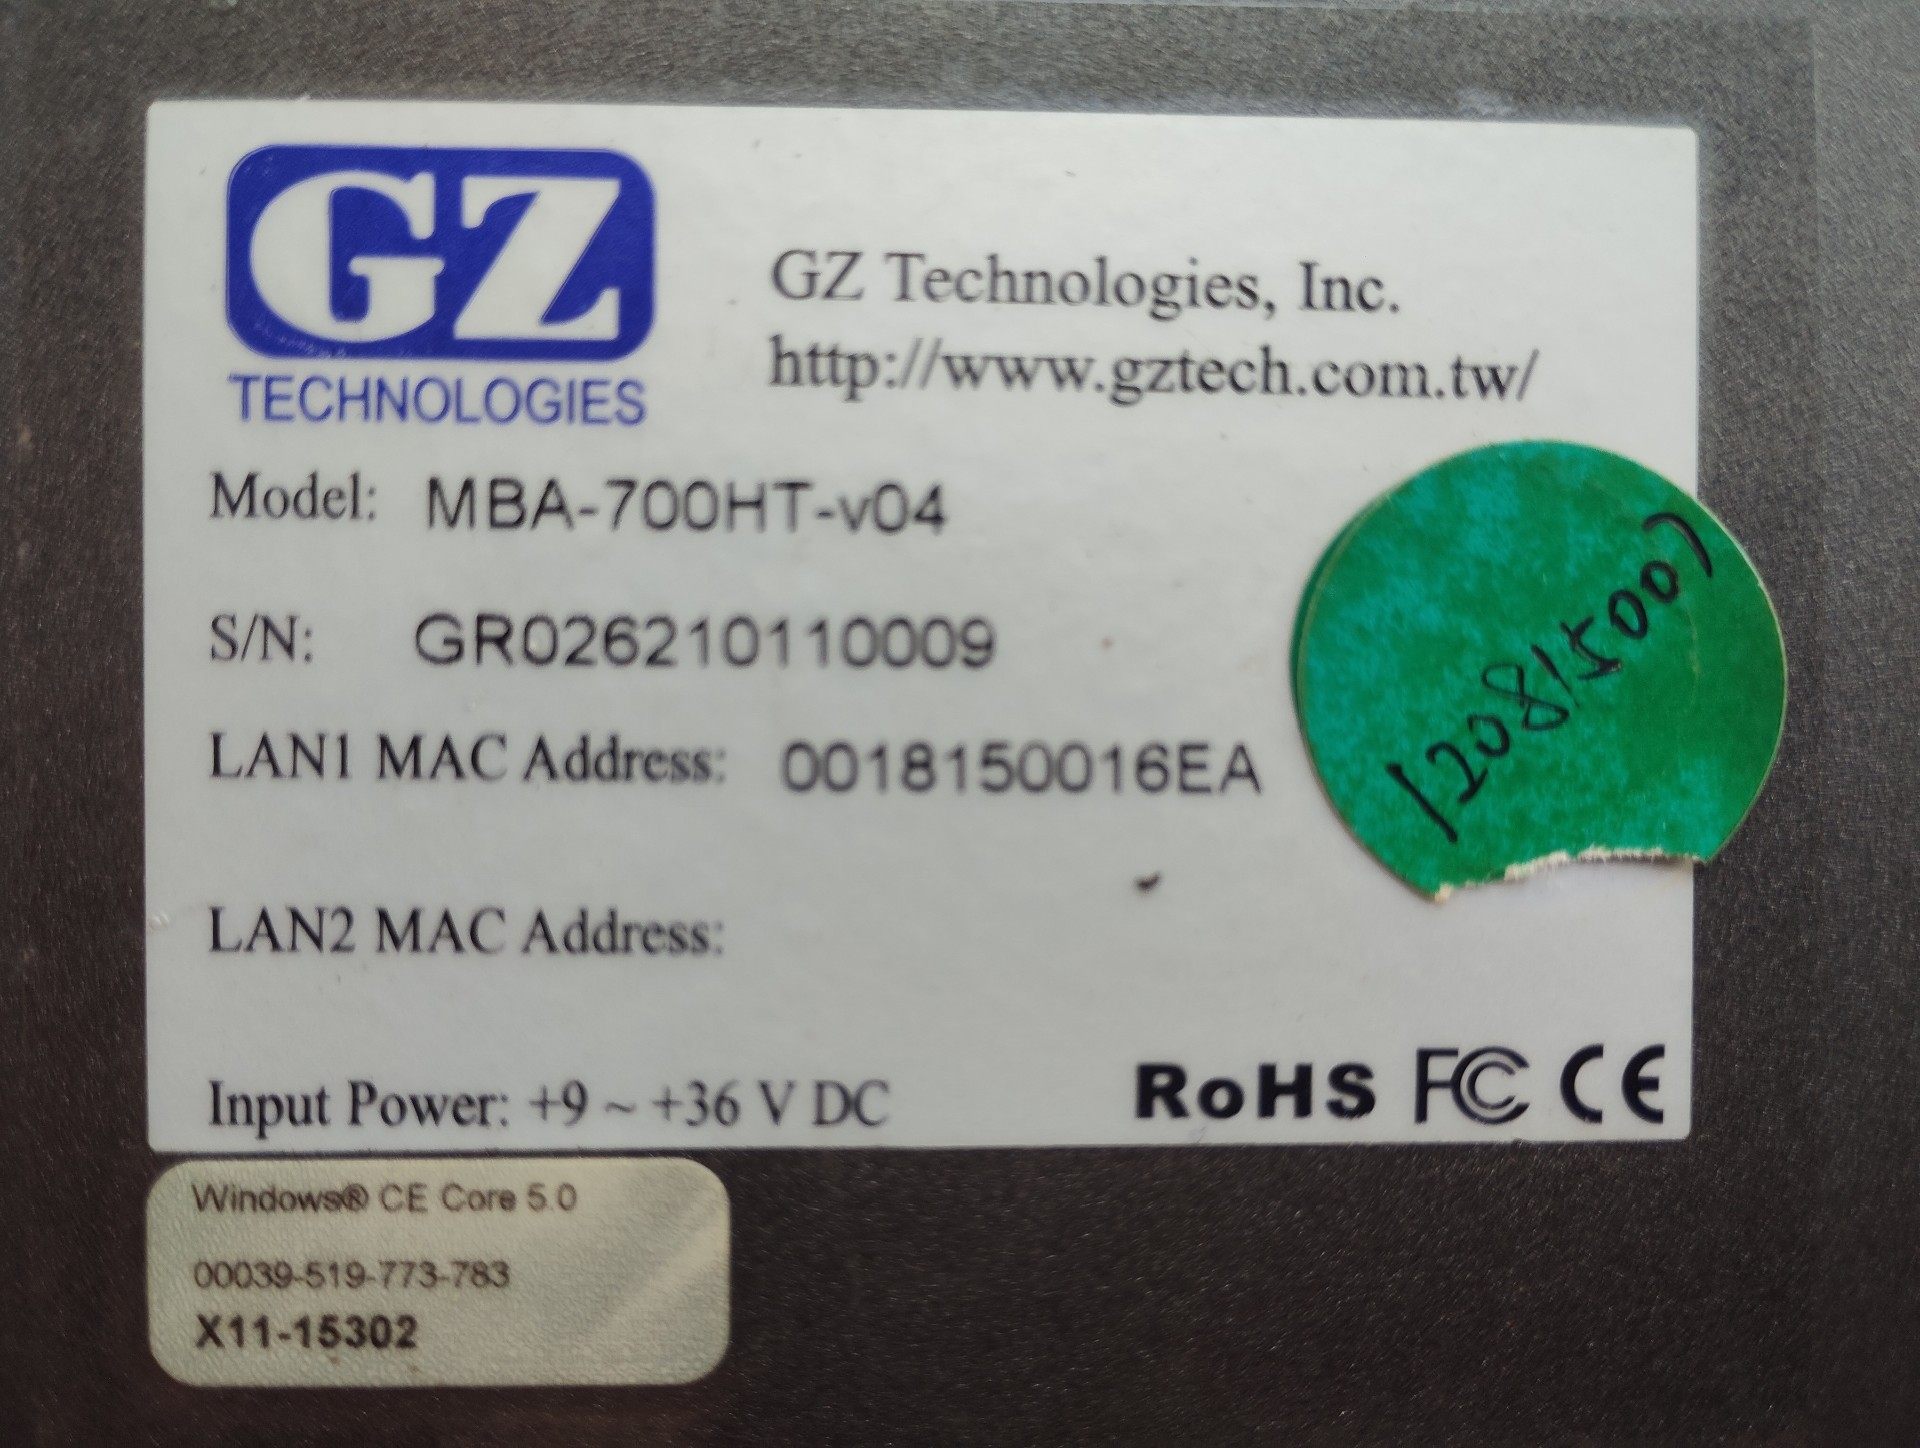 GZ
TECHNOLOGIES
GZ Technologies, Inc.
http://www.gztech.com.tw/
Model: MBA-700HT-v04
S/N: GR026210110009
LAN1 MAC Address: 0018150016EA
120815007
LAN2 MAC Address:
Input Power: +9 ~ +36 V DC
RoHS FC CE
Windows® CE Core 5.0
00039-519-773-783
X11-15302